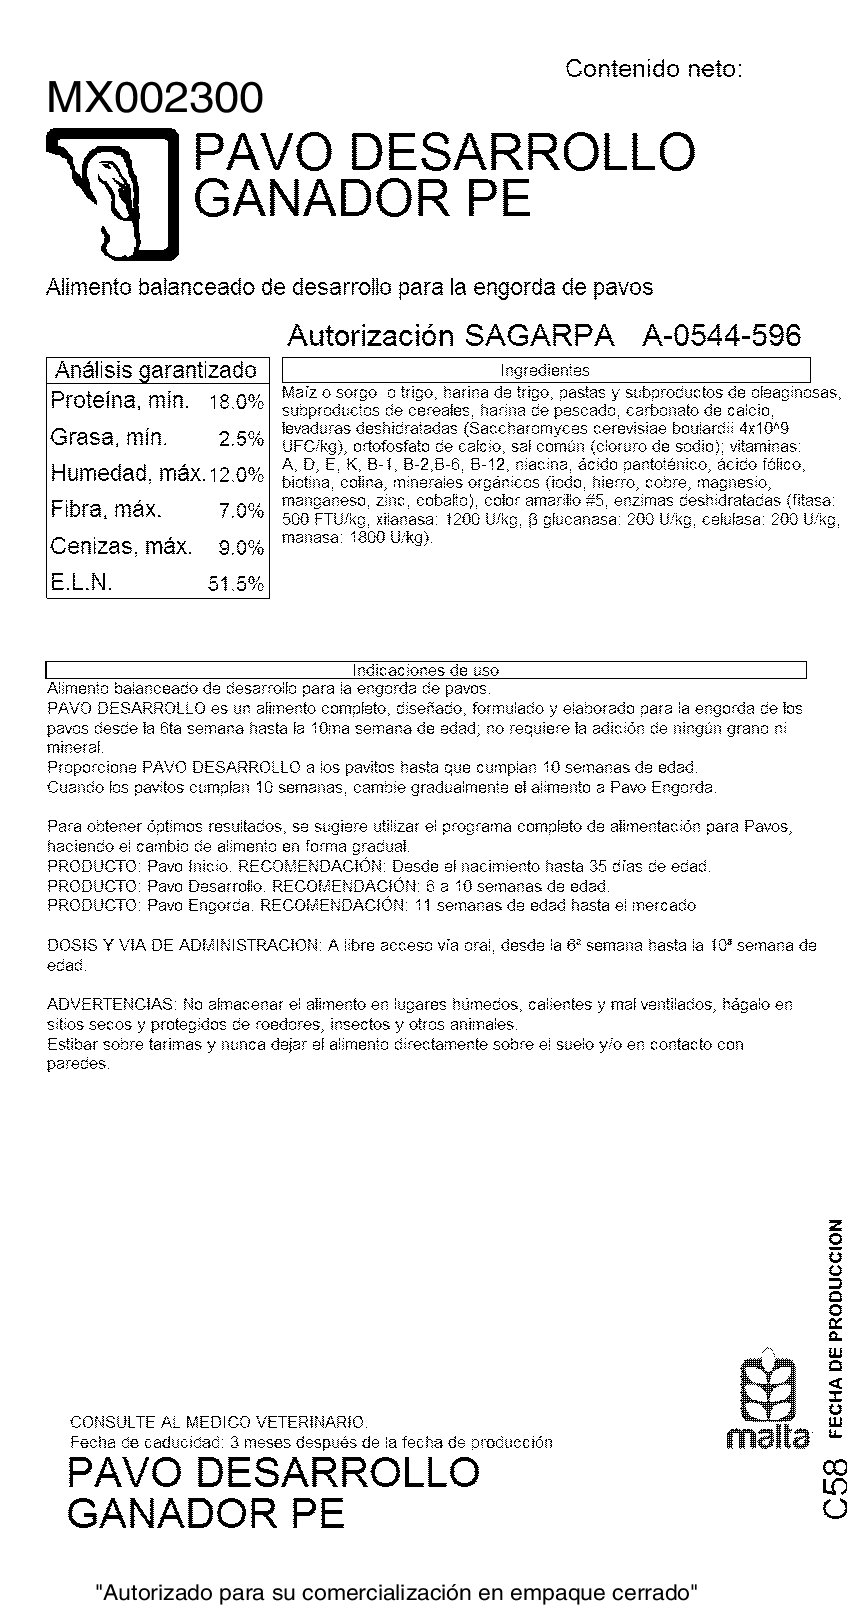 Contenido neto:
MX002300
PAVO DESARROLLO
GANADOR PE
Alimento balanceado de desarrollo para la engorda de pavos
Autorización SAGARPA A-0544-596
Análisis garantizado
Proteína, mín. 18.0%
Grasa, mín. 2.5%
Humedad, máx. 12.0%
Fibra, máx. 7.0%
Cenizas, máx. 9.0%
E.L.N. 51.5%
Ingredientes
Maíz o sorgo o trigo, harina de trigo, pastas y subproductos de oleaginosas,
subproductos de cereales, harina de pescado, carbonato de calcio,
levaduras deshidratadas (Saccharomyces cerevisiae boulardii 4x10^9
UFC/kg), ortofosfato de calcio, sal común (cloruro de sodio); vitaminas:
A, D, E, K, B-1, B-2,B-6, B-12, niacina, ácido pantoténico, ácido fólico,
biotina, colina, minerales orgánicos (iodo, hierro, cobre, magnesio,
manganeso, zinc, cobalto), color amarillo #5, enzimas deshidratadas (fitasa:
500 FTU/kg, xilanasa: 1200 U/kg, β glucanasa: 200 U/kg, celulasa: 200 U/kg,
manasa: 1800 U/kg).
Indicaciones de uso
Alimento balanceado de desarrollo para la engorda de pavos.
PAVO DESARROLLO es un alimento completo, diseñado, formulado y elaborado para la engorda de los
pavos desde la 6ta semana hasta la 10ma semana de edad; no requiere la adición de ningún grano ni
mineral.
Proporcione PAVO DESARROLLO a los pavitos hasta que cumplan 10 semanas de edad.
Cuando los pavitos cumplan 10 semanas, cambie gradualmente el alimento a Pavo Engorda.
Para obtener óptimos resultados, se sugiere utilizar el programa completo de alimentación para Pavos,
haciendo el cambio de alimento en forma gradual.
PRODUCTO: Pavo Inicio. RECOMENDACIÓN: Desde el nacimiento hasta 35 días de edad.
PRODUCTO: Pavo Desarrollo. RECOMENDACIÓN: 6 a 10 semanas de edad.
PRODUCTO: Pavo Engorda. RECOMENDACIÓN: 11 semanas de edad hasta el mercado
DOSIS Y VIA DE ADMINISTRACION: A libre acceso vía oral, desde la 6ª semana hasta la 10ª semana de
edad.
ADVERTENCIAS: No almacenar el alimento en lugares húmedos, calientes y mal ventilados, hágalo en
sitios secos y protegidos de roedores, insectos y otros animales.
Estibar sobre tarimas y nunca dejar el alimento directamente sobre el suelo y/o en contacto con
paredes.
FECHA DE PRODUCCION
malta
C58
CONSULTE AL MEDICO VETERINARIO.
Fecha de caducidad: 3 meses después de la fecha de producción
PAVO DESARROLLO
GANADOR PE
"Autorizado para su comercialización en empaque cerrado"